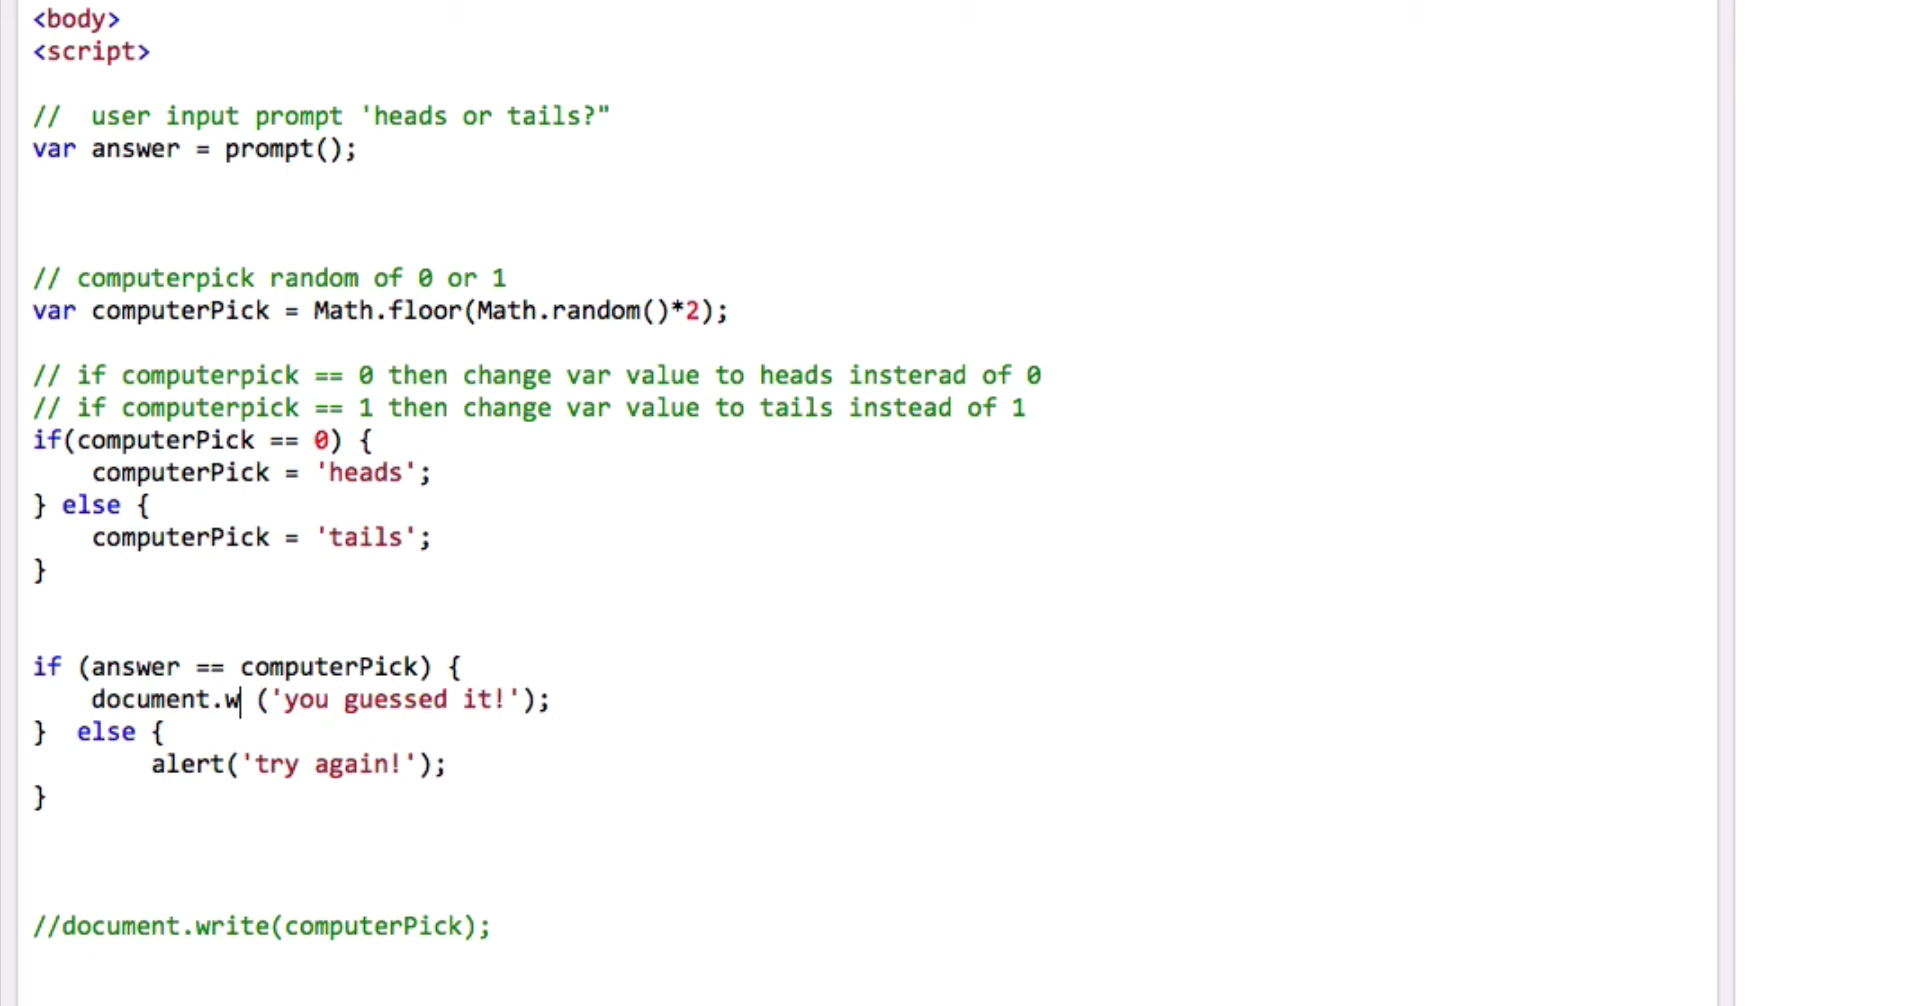 <body>
<script>
//  user input prompt 'heads or tails?"
var answer = prompt();
// computerpick random of 0 or 1
var computerPick = Math.floor(Math.random()*2);
// if computerpick == 0 then change var value to heads insterad of 0
// if computerpick == 1 then change var value to tails instead of 1
if(computerPick == 0) {
    computerPick = 'heads';
} else {
    computerPick = 'tails';
}
if (answer == computerPick) {
    document.w ('you guessed it!');
}  else {
        alert('try again!');
}
//document.write(computerPick);